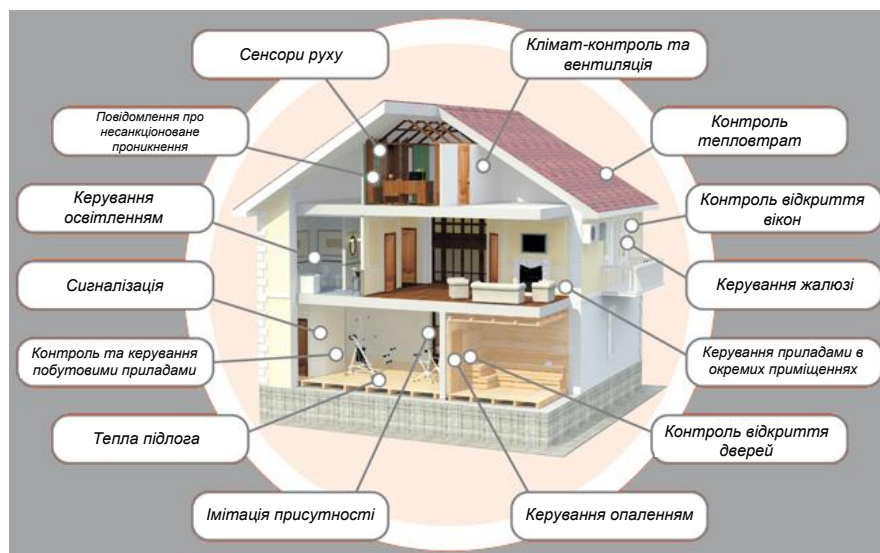 Сенсори руху
Клімат-контроль та
вентиляція
Повідомлення про
несанкціоноване
проникнення
Контроль
тепловтрат
Керування
освітленням
Контроль відкриття
вікон
Сигналізація
Керування жалюзі
Контроль та керування
побутовими приладами
Керування приладами в
окремих приміщеннях
Тепла підлога
Контроль відкриття
дверей
Імітація присутності
Керування опаленням